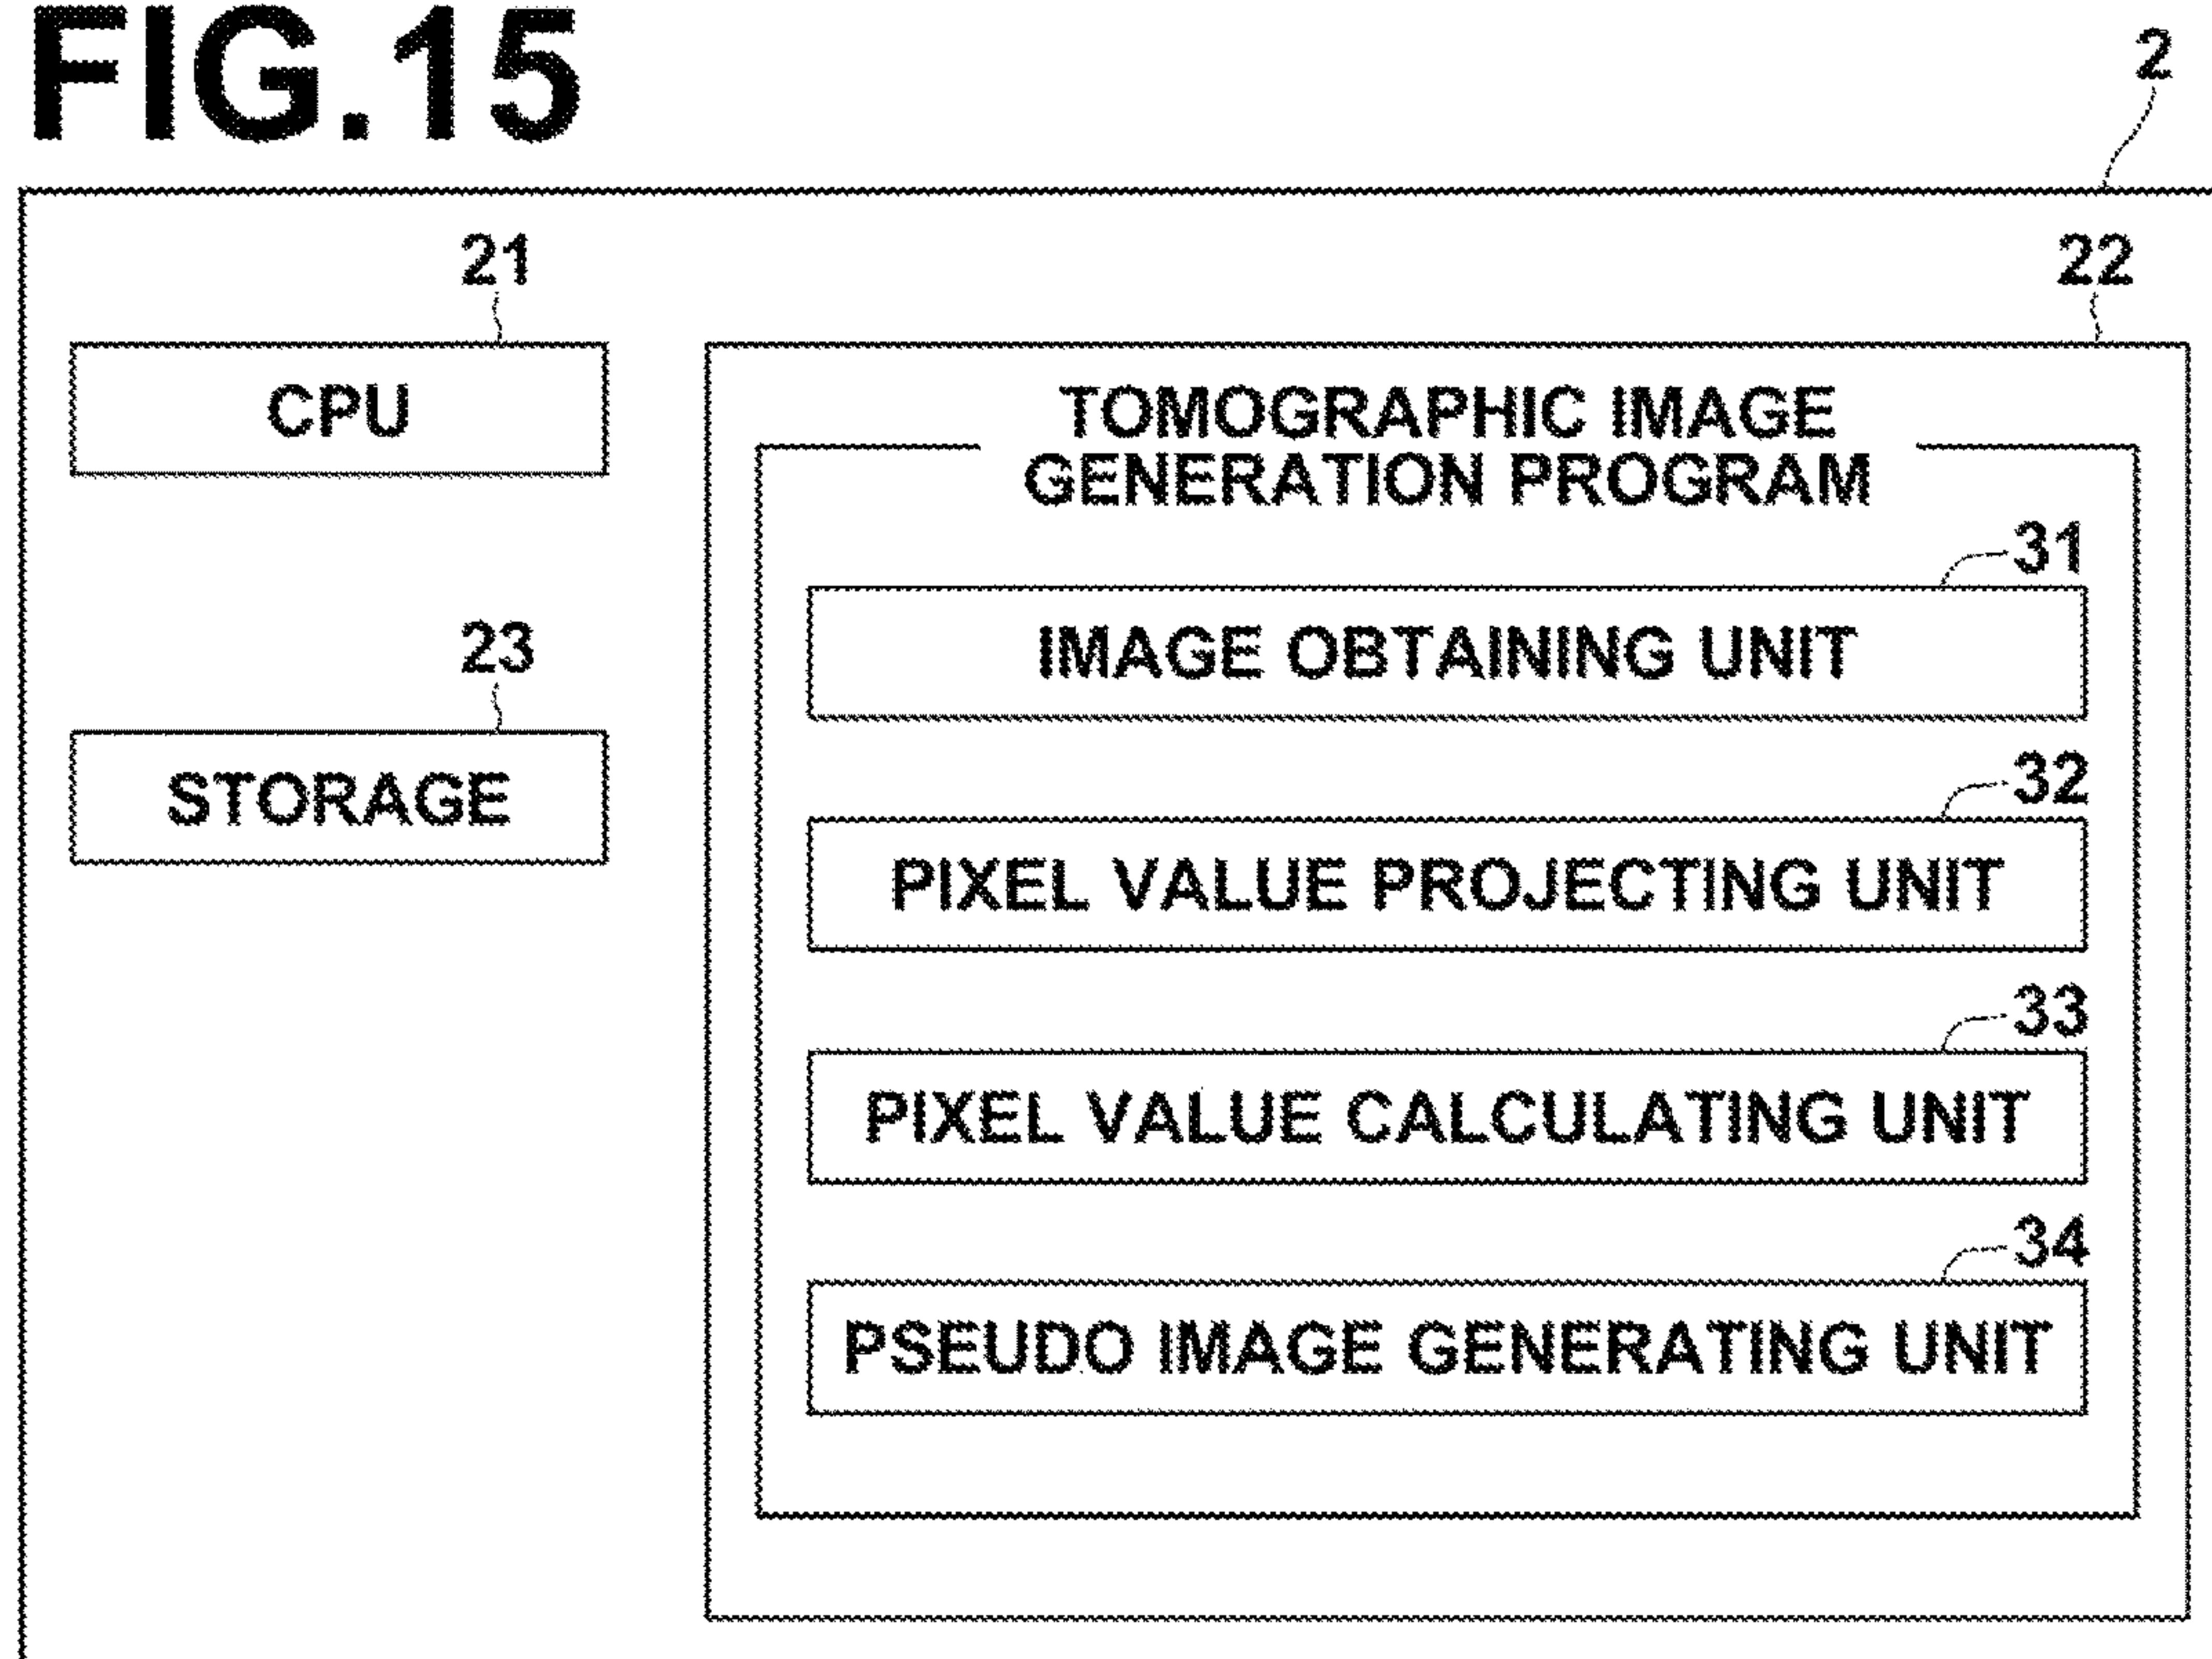 FIG.15
2
21
22
CPU
TOMOGRAPHIC IMAGE
GENERATION PROGRAM
31
IMAGE OBTAINING UNIT
23
STORAGE
32
PIXEL VALUE PROJECTING UNIT
33
PIXEL VALUE CALCULATING UNIT
34
PSEUDO IMAGE GENERATING UNIT